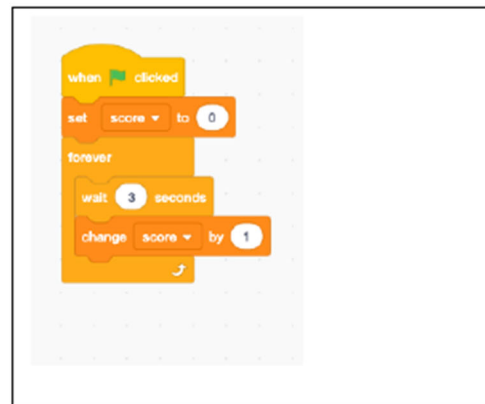 when clicked
set score to 0
forever
wait 3 seconds
change score by 1